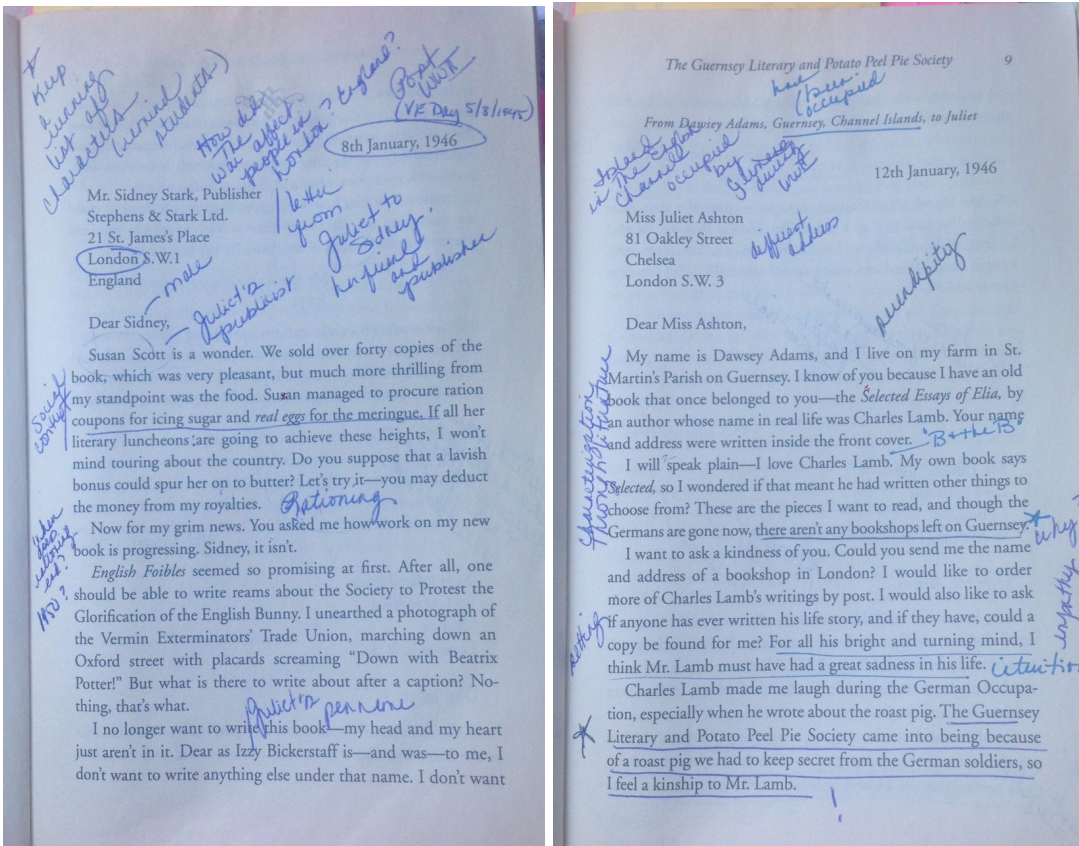 * Keep
a
running
list of
characters
(remind
students)
How did
the
war affect
people in
London? England?
Post
WWII
(VE Day 5/8/1945)
8th January, 1946
Mr. Sidney Stark, Publisher
Stephens & Stark Ltd.
21 St. James's Place
London S.W.1
England
letter
from
Juliet to
Sidney,
her friend
and
publisher
male
Dear Sidney,
Juliet's
publicist
Susan Scott is a wonder. We sold over forty copies of the
book, which was very pleasant, but much more thrilling from
my standpoint was the food. Susan managed to procure ration
coupons for icing sugar and real eggs for the meringue. If all her
literary luncheons are going to achieve these heights, I won't
mind touring about the country. Do you suppose that a lavish
bonus could spur her on to butter? Let's try it—you may deduct
the money from my royalties.
Rationing
social
context
Now for my grim news. You asked me how work on my new
book is progressing. Sidney, it isn't.
when
does
rationing
end?
1950?
English Foibles seemed so promising at first. After all, one
should be able to write reams about the Society to Protest the
Glorification of the English Bunny. I unearthed a photograph of
the Vermin Exterminators' Trade Union, marching down an
Oxford street with placards screaming "Down with Beatrix
Potter!" But what is there to write about after a caption? No-
thing, that's what.
Juliet's pen name
I no longer want to write this book—my head and my heart
just aren't in it. Dear as Izzy Bickerstaff is—and was—to me, I
don't want to write anything else under that name. I don't want
The Guernsey Literary and Potato Peel Pie Society 9
have
been
occupied
From Dawsey Adams, Guernsey, Channel Islands, to Juliet
Island
in the English
Channel
occupied
by
Germans
during
WWII
12th January, 1946
Miss Juliet Ashton
81 Oakley Street
Chelsea
London S.W. 3
different
address
serendipity
Dear Miss Ashton,
My name is Dawsey Adams, and I live on my farm in St.
Martin's Parish on Guernsey. I know of you because I have an old
book that once belonged to you—the Selected Essays of Elia, by
an author whose name in real life was Charles Lamb. Your name
and address were written inside the front cover.
"B + the B"
I will speak plain—I love Charles Lamb. My own book says
Selected, so I wondered if that meant he had written other things to
choose from? These are the pieces I want to read, and though the
Germans are gone now, there aren't any bookshops left on Guernsey.
* why?
characterization
through literature
I want to ask a kindness of you. Could you send me the name
and address of a bookshop in London? I would like to order
more of Charles Lamb's writings by post. I would also like to ask
if anyone has ever written his life story, and if they have, could a
copy be found for me? For all his bright and turning mind, I
think Mr. Lamb must have had a great sadness in his life.
intuition
empathy
setting
Charles Lamb made me laugh during the German Occupa-
tion, especially when he wrote about the roast pig. The Guernsey
* Literary and Potato Peel Pie Society came into being because
of a roast pig we had to keep secret from the German soldiers, so
I feel a kinship to Mr. Lamb.
!